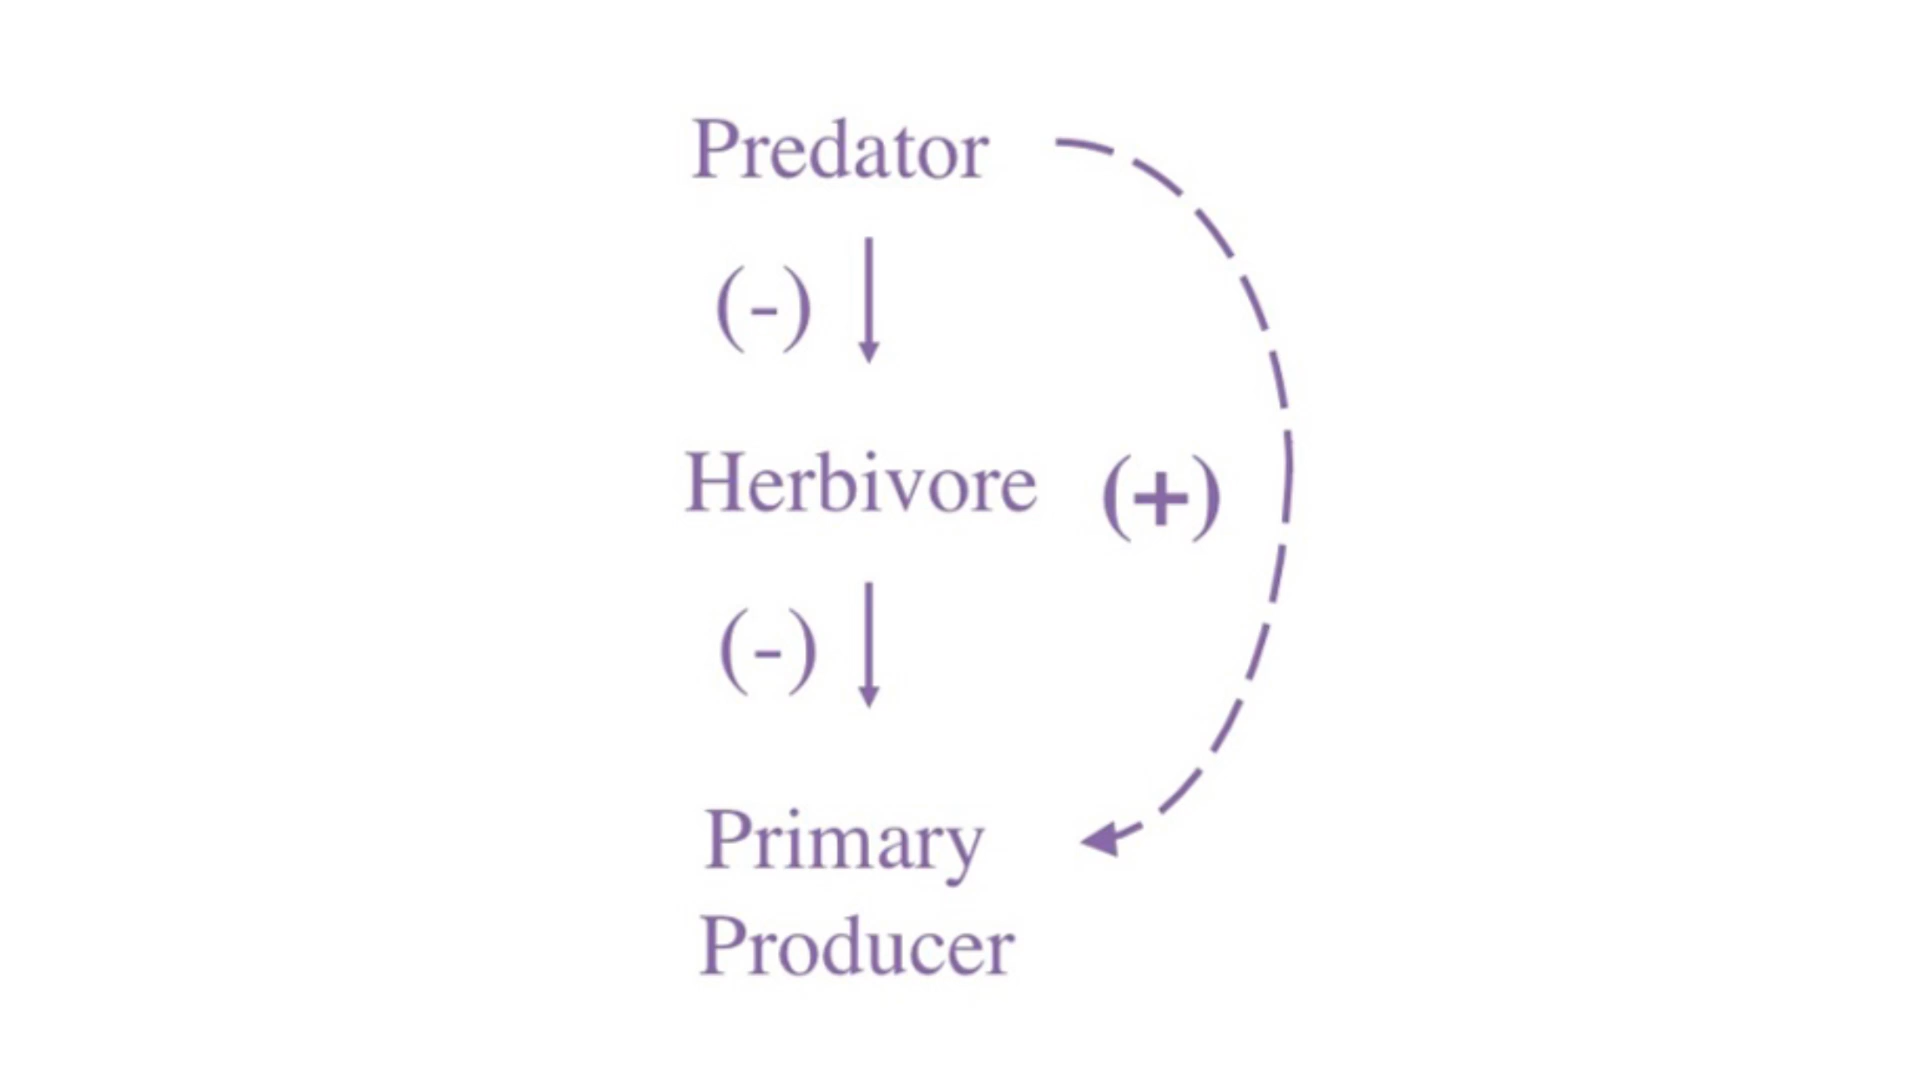 Predator
(-)
Herbivore (+)
(-)
Primary
Producer